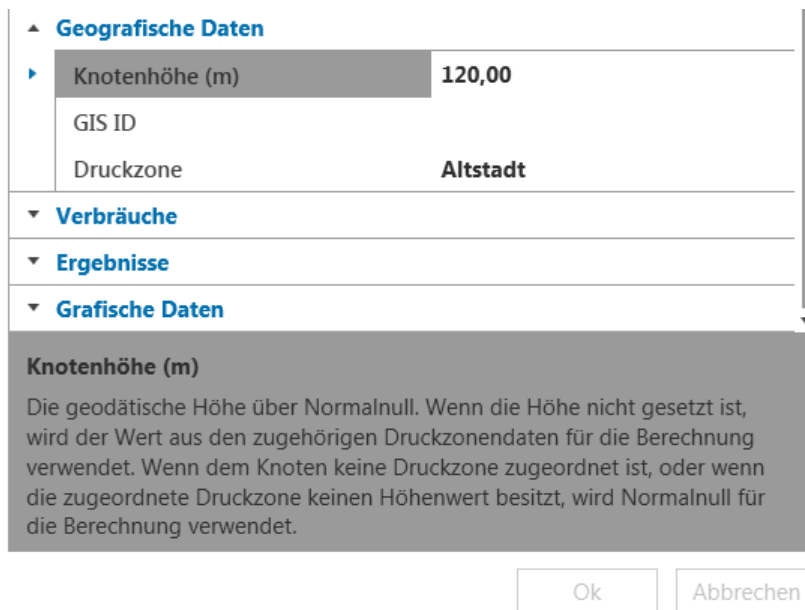 Geografische Daten
Knotenhöhe (m) 120,00
GIS ID
Druckzone Altstadt
Verbräuche
Ergebnisse
Grafische Daten
Knotenhöhe (m)
Die geodätische Höhe über Normalnull. Wenn die Höhe nicht gesetzt ist,
wird der Wert aus den zugehörigen Druckzonendaten für die Berechnung
verwendet. Wenn dem Knoten keine Druckzone zugeordnet ist, oder wenn
die zugeordnete Druckzone keinen Höhenwert besitzt, wird Normalnull für
die Berechnung verwendet.
Ok Abbrechen